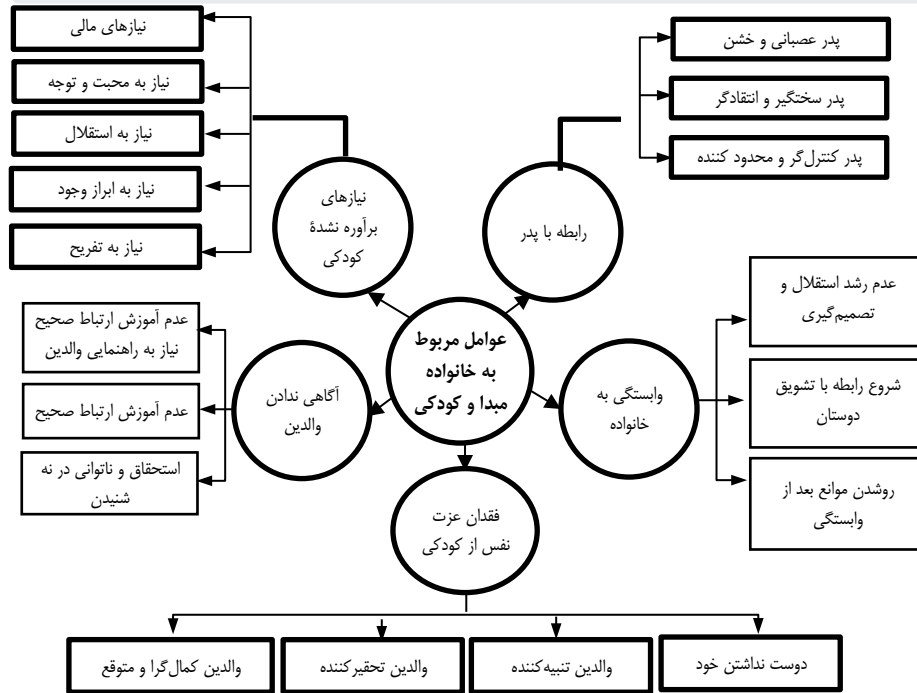 پدر عصبانی و خشن
پدر سختگیر و انتقادگر
پدر کنترل‌گر و محدود کننده
نیازهای مالی
نیاز به محبت و توجه
نیاز به استقلال
نیاز به ابراز وجود
نیاز به تفریح
رابطه با پدر
نیازهای
برآوره نشدۀ
کودکی
عوامل مربوط
به خانواده
مبدا و کودکی
وابستگی به
خانواده
عدم رشد استقلال و
تصمیم‌گیری
شروع رابطه با تشویق
دوستان
روشدن موانع بعد از
وابستگی
آگاهی ندادن
والدین
عدم آموزش ارتباط صحیح
نیاز به راهنمایی والدین
عدم آموزش ارتباط صحیح
استحقاق و ناتوانی در نه
شنیدن
فقدان عزت
نفس از کودکی
دوست نداشتن خود
والدین تنبیه‌کننده
والدین تحقیرکننده
والدین کمال‌گرا و متوقع